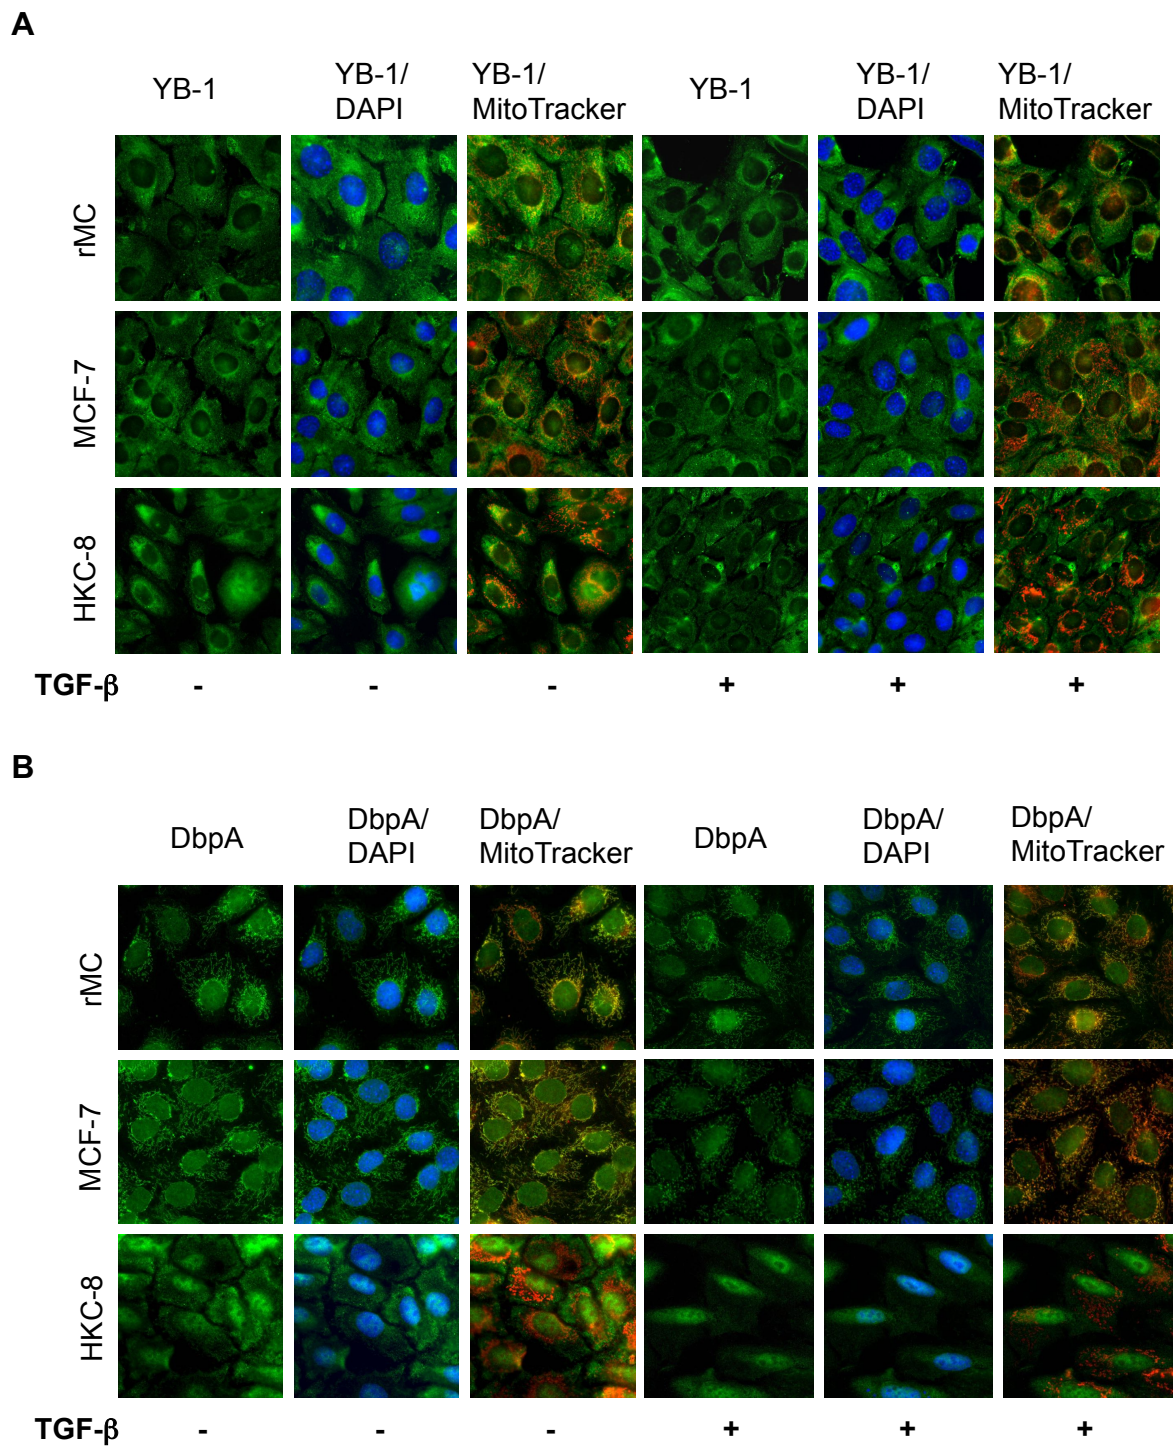 A
YB-1
YB-1/
DAPI
YB-1/
MitoTracker
YB-1
YB-1/
DAPI
YB-1/
MitoTracker
rMC
MCF-7
HKC-8
TGF-β - - - + + +
B
DbpA
DbpA/
DAPI
DbpA/
MitoTracker
DbpA
DbpA/
DAPI
DbpA/
MitoTracker
rMC
MCF-7
HKC-8
TGF-β - - - + + +